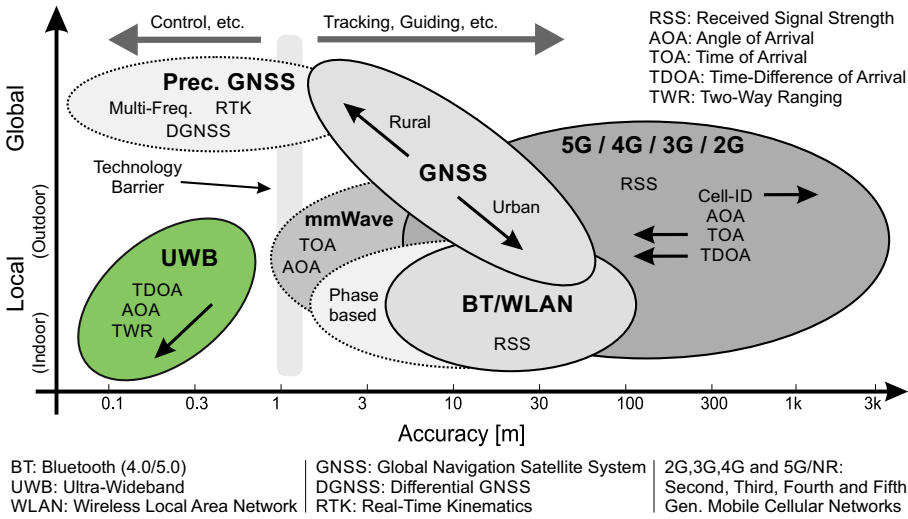 Control, etc.
Tracking, Guiding, etc.
RSS: Received Signal Strength
AOA: Angle of Arrival
TOA: Time of Arrival
TDOA: Time-Difference of Arrival
TWR: Two-Way Ranging
Global
Local
(Outdoor)
(Indoor)
Prec. GNSS
Multi-Freq. RTK
DGNSS
Technology
Barrier
Rural
GNSS
Urban
5G / 4G / 3G / 2G
RSS
Cell-ID
AOA
TOA
TDOA
mmWave
TOA
AOA
UWB
TDOA
AOA
TWR
Phase
based
BT/WLAN
RSS
0.1 0.3 1 3 10 30 100 300 1k 3k
Accuracy [m]
BT: Bluetooth (4.0/5.0)
UWB: Ultra-Wideband
WLAN: Wireless Local Area Network
GNSS: Global Navigation Satellite System
DGNSS: Differential GNSS
RTK: Real-Time Kinematics
2G,3G,4G and 5G/NR:
Second, Third, Fourth and Fifth
Gen. Mobile Cellular Networks